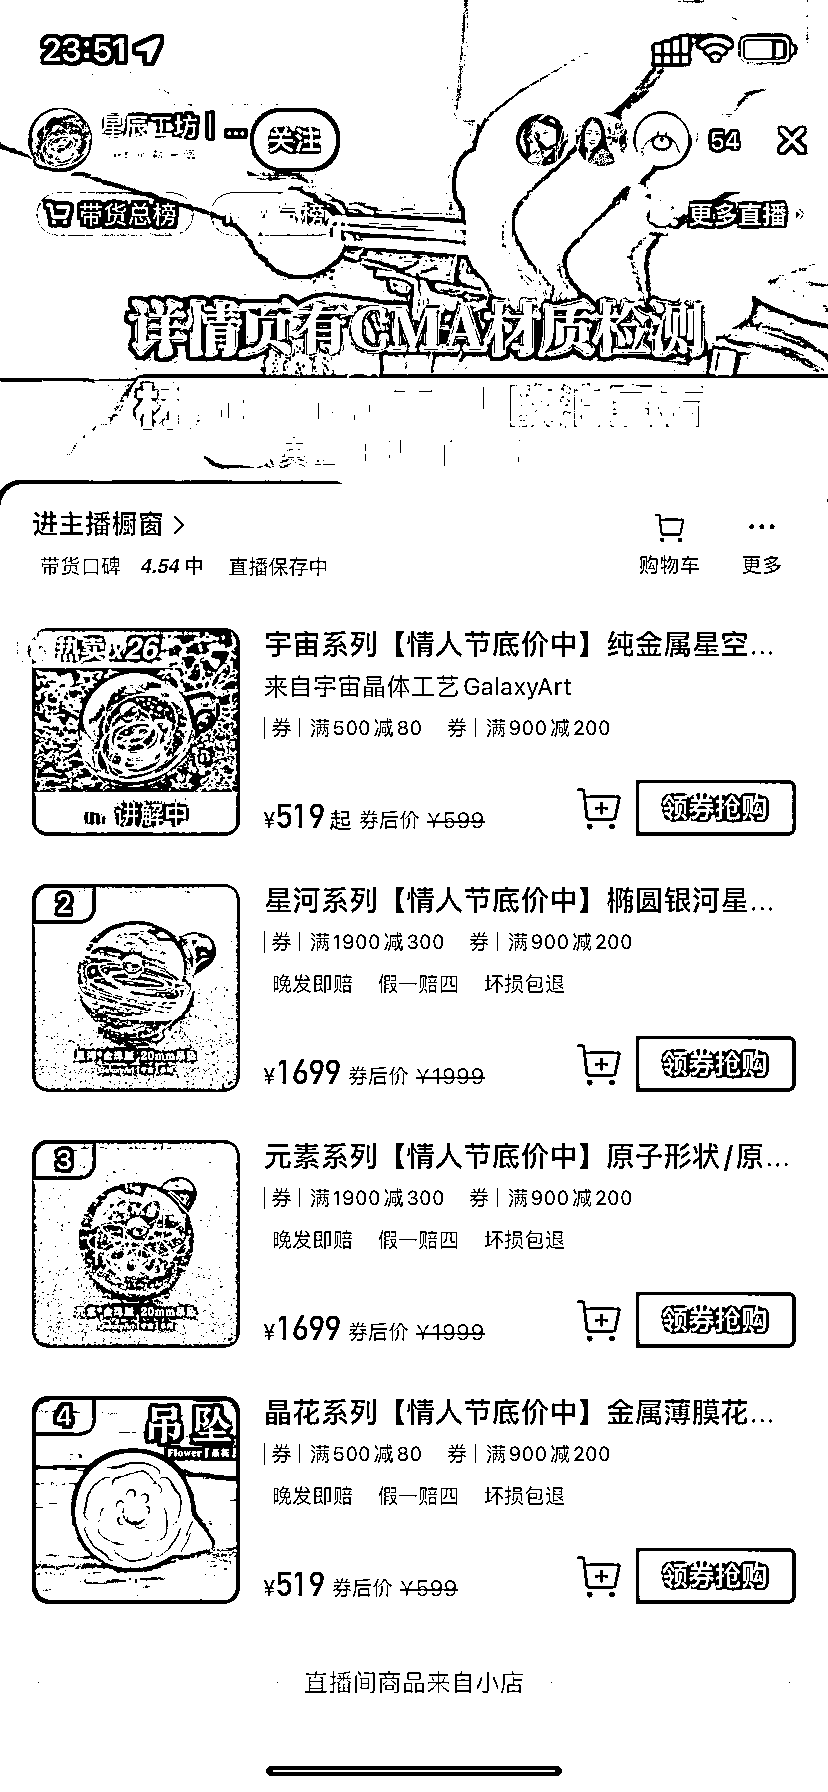 23:51
星辰工坊 | ...
关注
54
带货总榜
更多直播
详情页有CMA材质检测
进主播橱窗
购物车
更多
带货口碑 4.54 中 直播保存中
热卖x26
讲解中
宇宙系列【情人节底价中】纯金属星空...
来自宇宙晶体工艺GalaxyArt
券 | 满500减80 券 | 满900减200
¥519起 券后价 ¥599
领券抢购
2
星河系列【情人节底价中】椭圆银河星...
券 | 满1900减300 券 | 满900减200
晚发即赔 假一赔四 坏损包退
¥1699 券后价 ¥1999
领券抢购
3
元素系列【情人节底价中】原子形状/原...
券 | 满1900减300 券 | 满900减200
晚发即赔 假一赔四 坏损包退
¥1699 券后价 ¥1999
领券抢购
4
吊坠
Flower
晶花系列【情人节底价中】金属薄膜花...
券 | 满500减80 券 | 满900减200
晚发即赔 假一赔四 坏损包退
¥519 券后价 ¥599
领券抢购
直播间商品来自小店